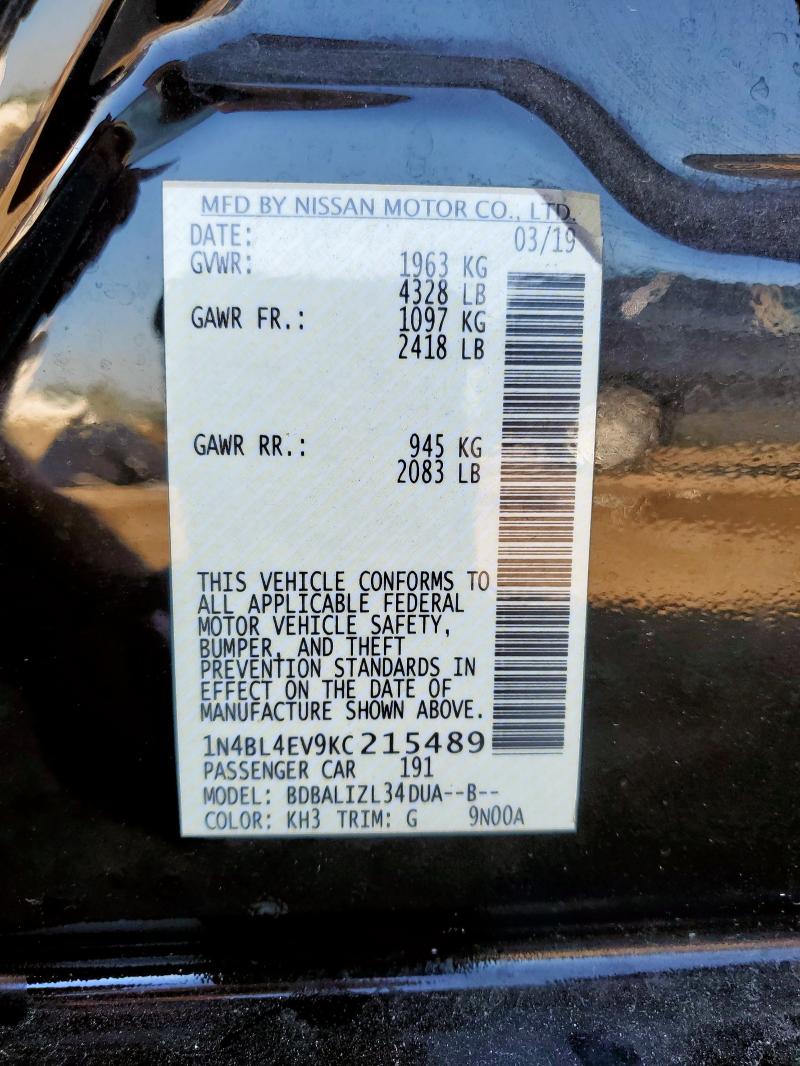 MFD BY NISSAN MOTOR CO., LTD.
DATE: 03/19
GVWR: 1963 KG
4328 LB
GAWR FR.: 1097 KG
2418 LB
GAWR RR.: 945 KG
2083 LB
THIS VEHICLE CONFORMS TO
ALL APPLICABLE FEDERAL
MOTOR VEHICLE SAFETY,
BUMPER, AND THEFT
PREVENTION STANDARDS IN
EFFECT ON THE DATE OF
MANUFACTURE SHOWN ABOVE.
1N4BL4EV9KC215489
PASSENGER CAR 191
MODEL: BDBALIZL34DUA--B--
COLOR: KH3 TRIM: G 9N00A